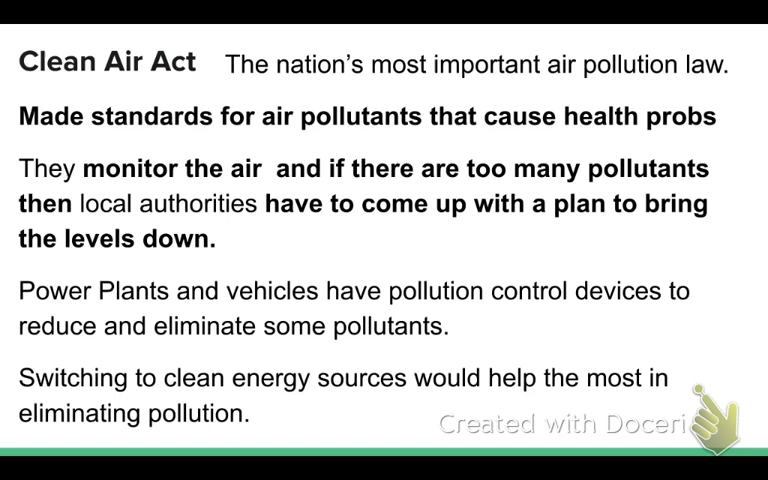 Clean Air Act The nation's most important air pollution law.
Made standards for air pollutants that cause health probs
They monitor the air and if there are too many pollutants
then local authorities have to come up with a plan to bring
the levels down.
Power Plants and vehicles have pollution control devices to
reduce and eliminate some pollutants.
Switching to clean energy sources would help the most in
eliminating pollution.
Created with Doceri